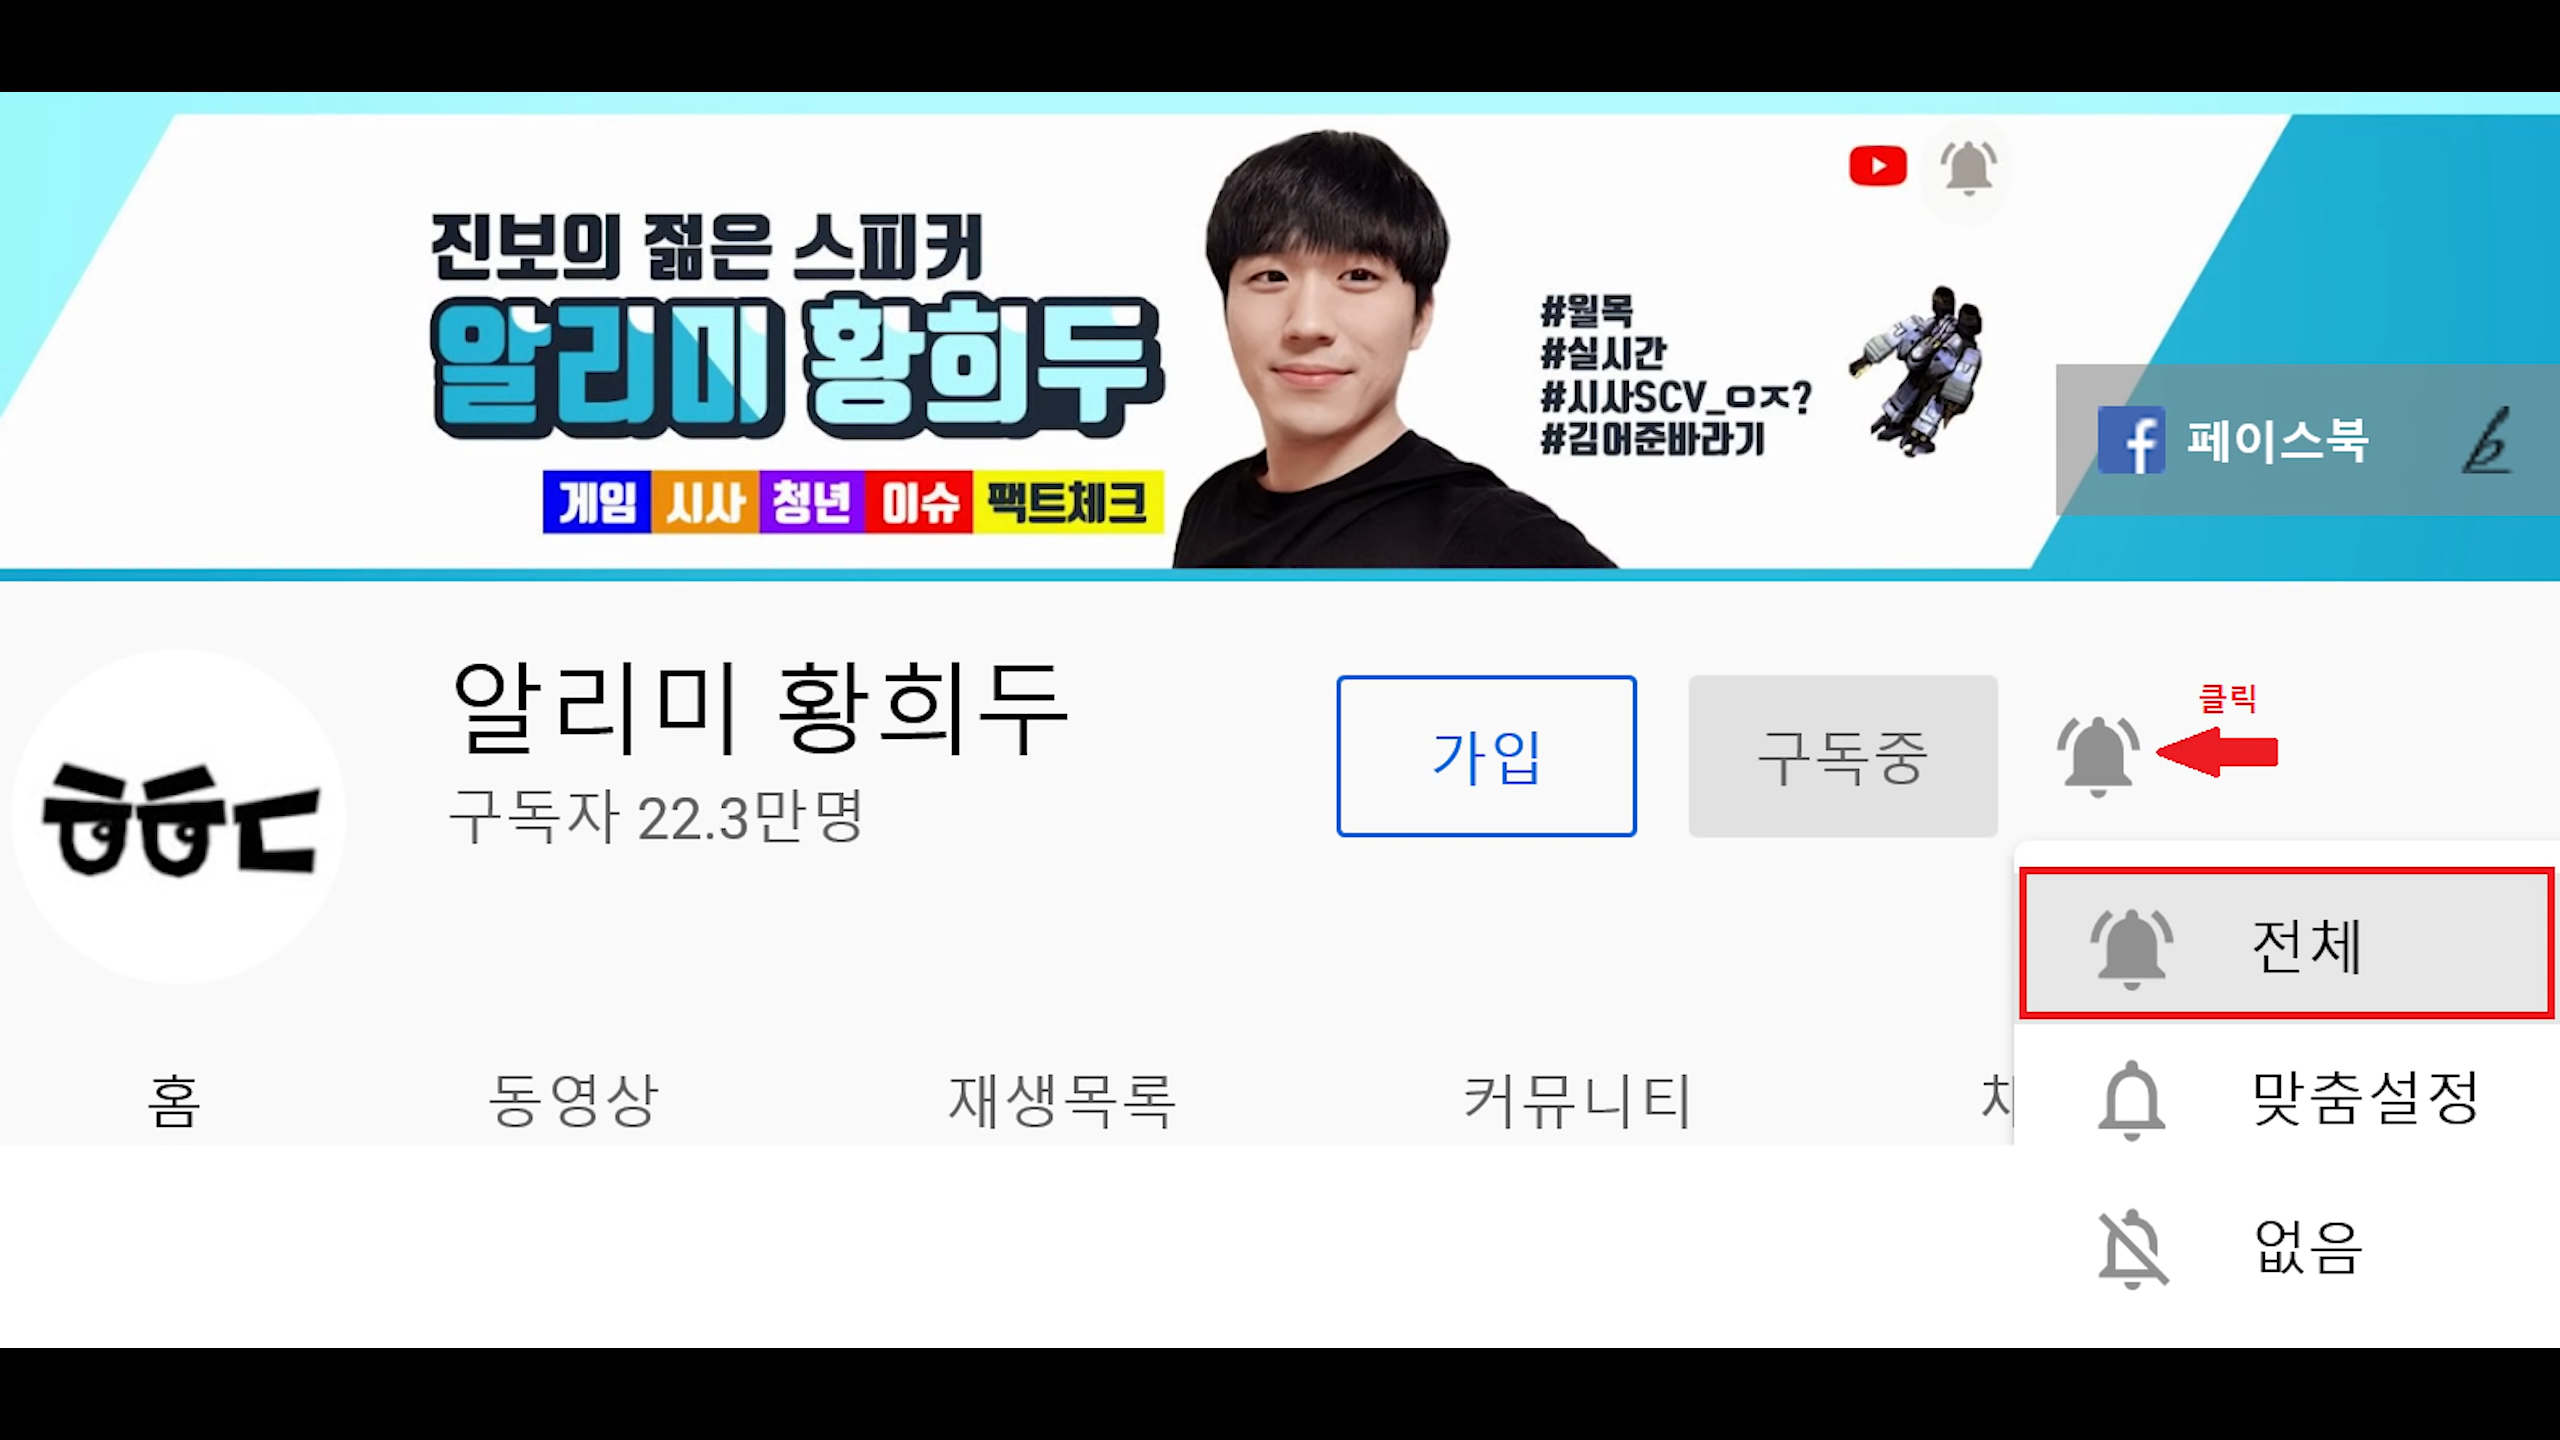 진보의 젊은 스피커
알리미 황희두
게임 시사 청년 이슈 팩트체크
#월목
#실시간
#시사SCV_ㅇㅈ?
#김어준바라기
페이스북
알리미 황희두
구독자 22.3만명
가입
구독중
클릭
ㅎㅎㄷ
전체
맞춤설정
없음
홈 동영상 재생목록 커뮤니티